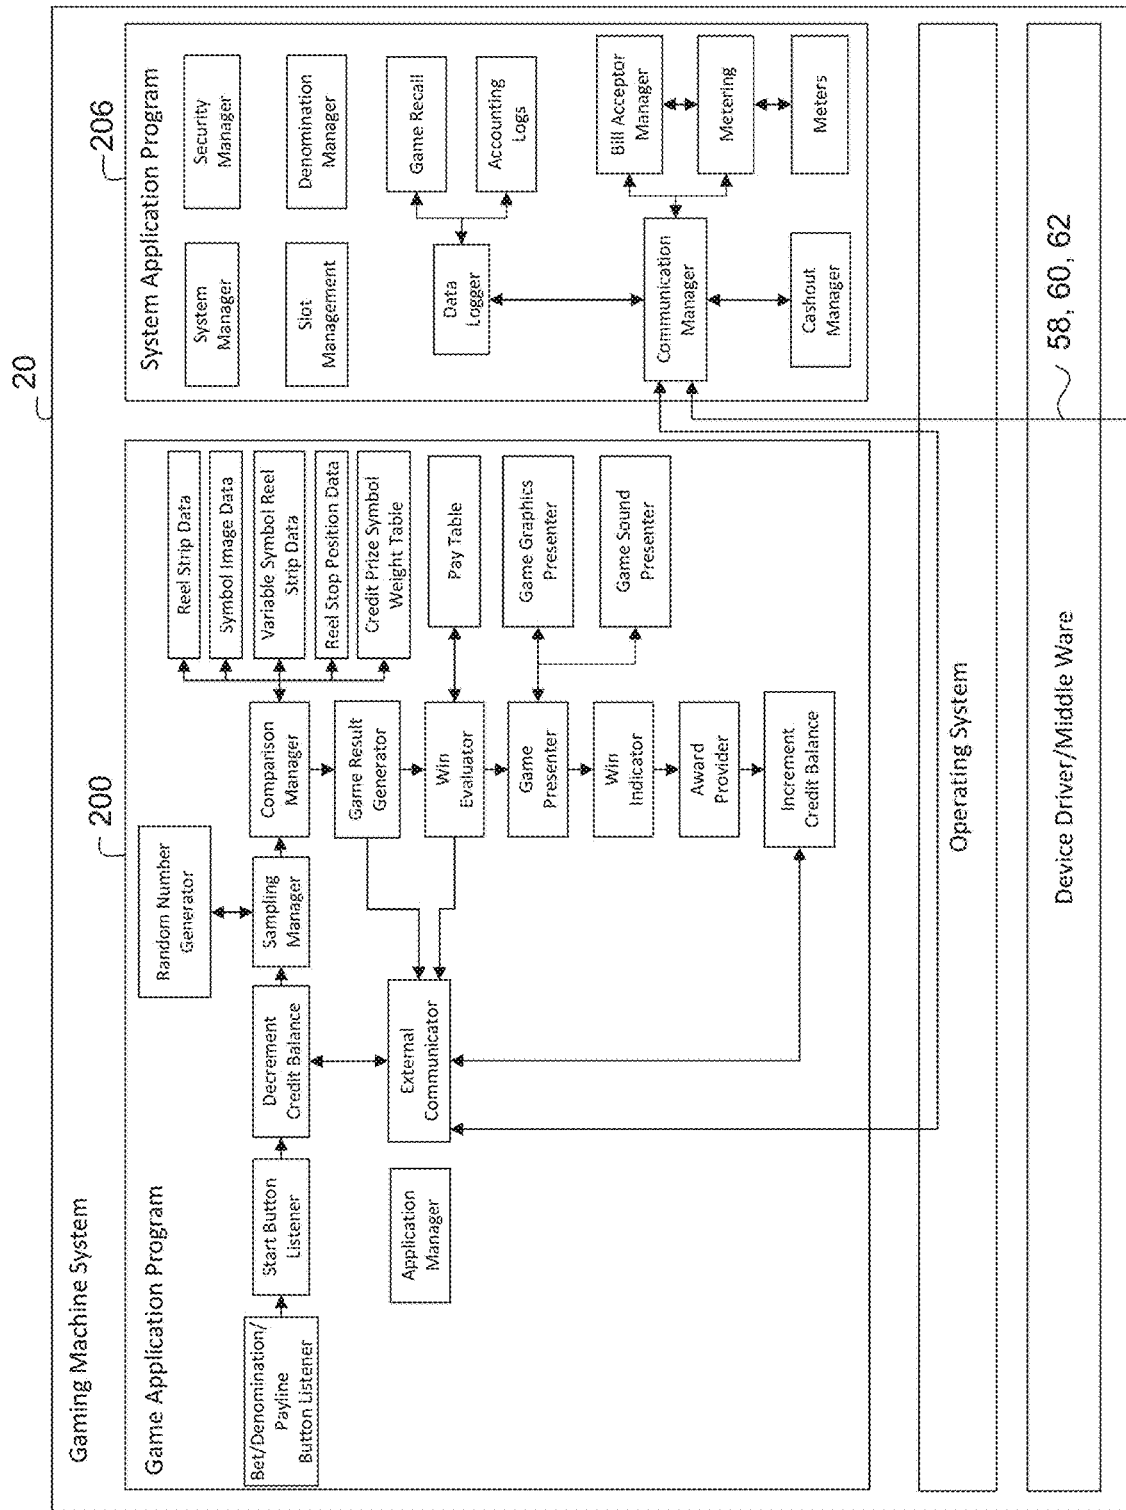 20
Gaming Machine System
200
Game Application Program
Bet/Denomination/
Payline
Button Listener
Start Button
Listener
Decrement
Credit Balance
Random Number
Generator
Sampling
Manager
Comparison
Manager
Reel Strip Data
Symbol Image Data
Variable Symbol Reel
Strip Data
Reel Stop Position Data
Credit Prize Symbol
Weight Table
Game Result
Generator
Application
Manager
External
Communicator
Win
Evaluator
Pay Table
Game
Presenter
Game Graphics
Presenter
Game Sound
Presenter
Win
Indicator
Award
Provider
Increment
Credit Balance
206
System Application Program
System
Manager
Security
Manager
Slot
Management
Denomination
Manager
Data
Logger
Game Recall
Accounting
Logs
Communication
Manager
Bill Acceptor
Manager
Metering
Cashout
Manager
Meters
Operating System
58, 60, 62
Device Driver/Middle Ware